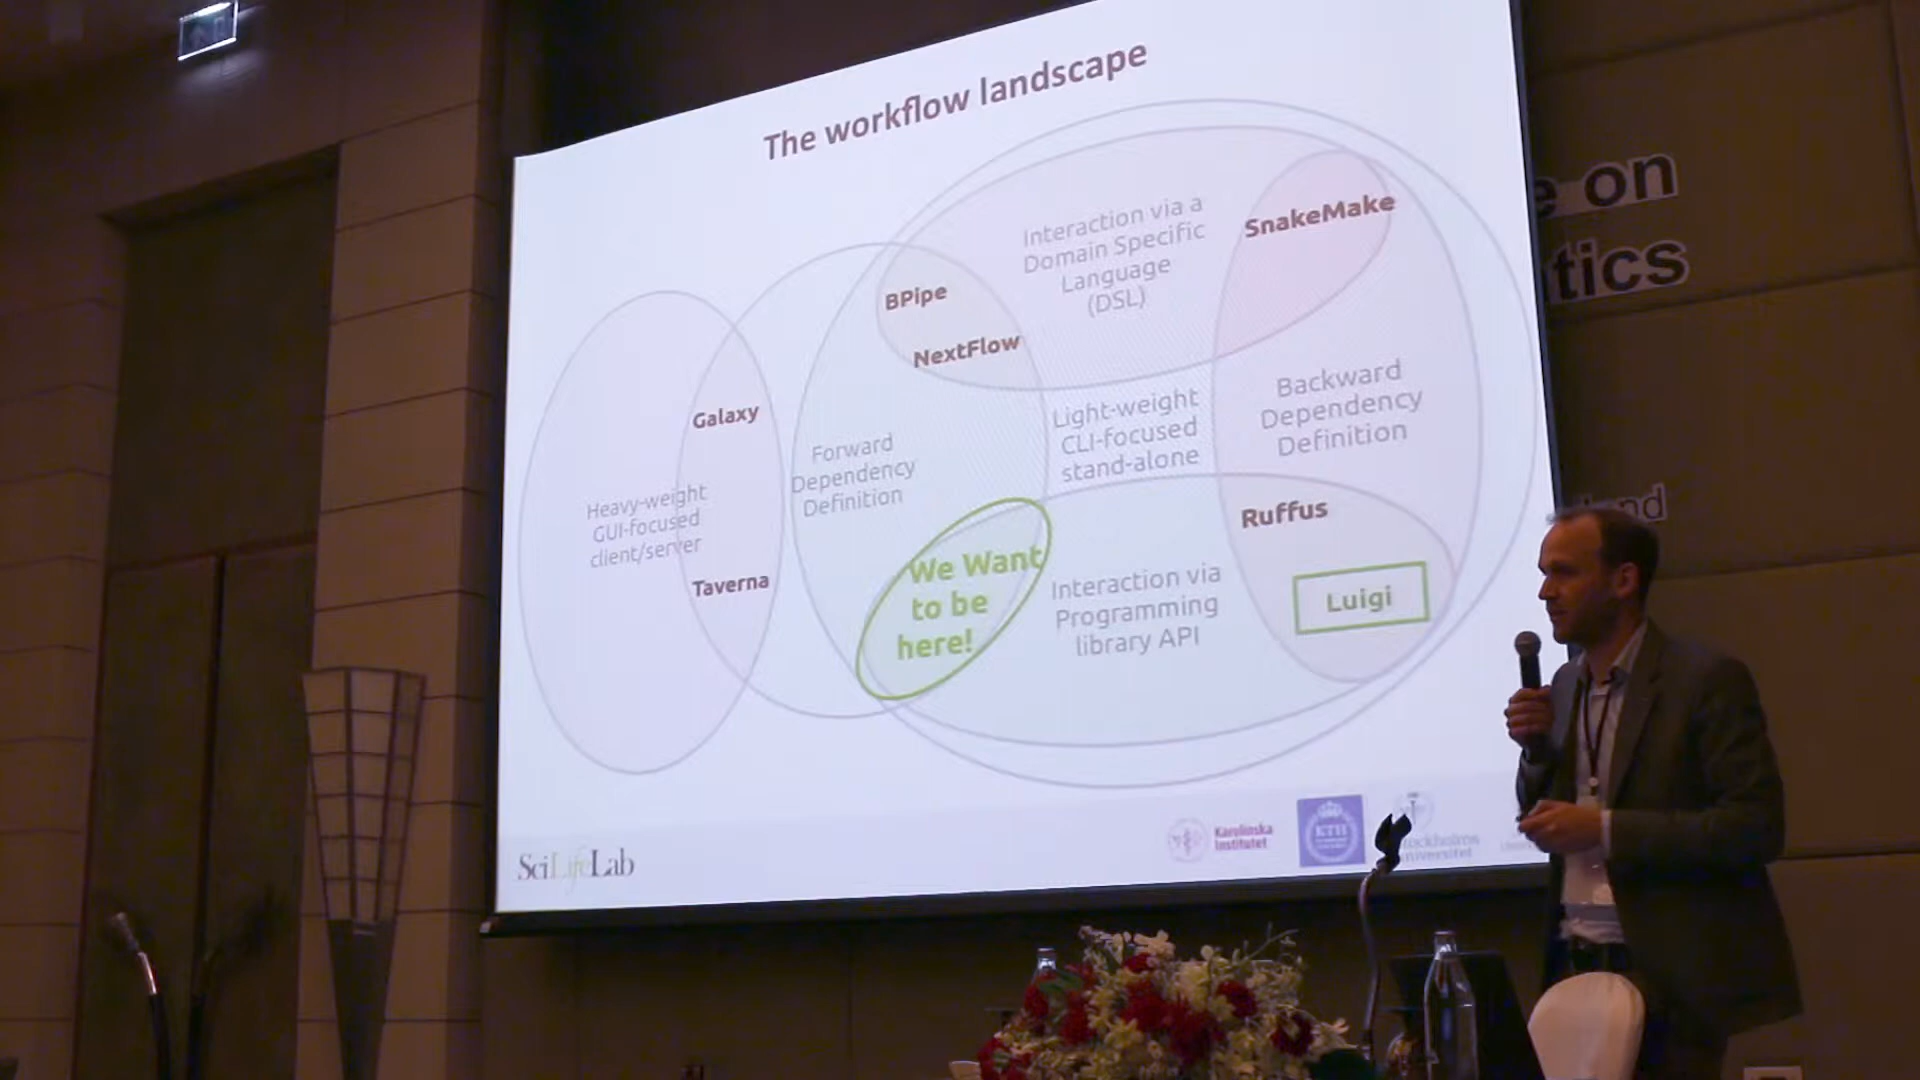 The workflow landscape
Interaction via a
Domain Specific
Language
(DSL)
SnakeMake
BPipe
NextFlow
Galaxy
Taverna
Heavy-weight
GUI-focused
client/server
Forward
Dependency
Definition
Light-weight
CLI-focused
stand-alone
Backward
Dependency
Definition
We Want
to be
here!
Interaction via
Programming
library API
Ruffus
Luigi
SciLifeLab
Karolinska
Institutet
KTH
e on
tics
nd